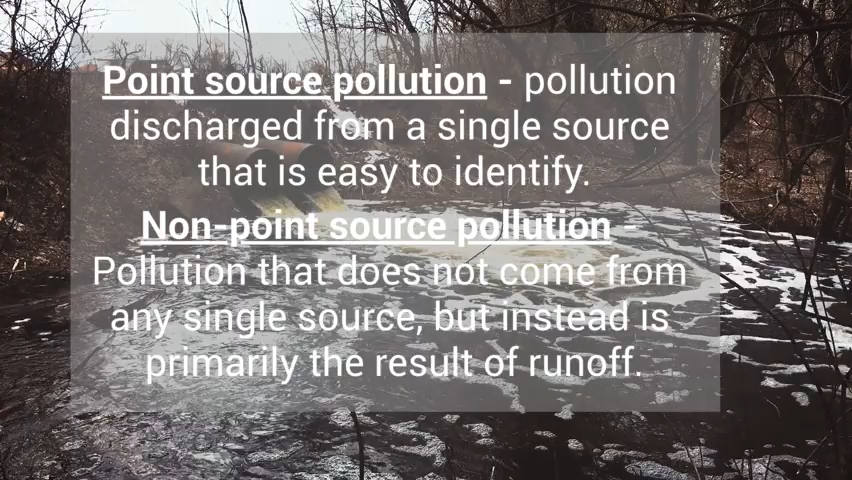 Point source pollution - pollution
discharged from a single source
that is easy to identify.
Non-point source pollution -
Pollution that does not come from
any single source, but instead is
primarily the result of runoff.